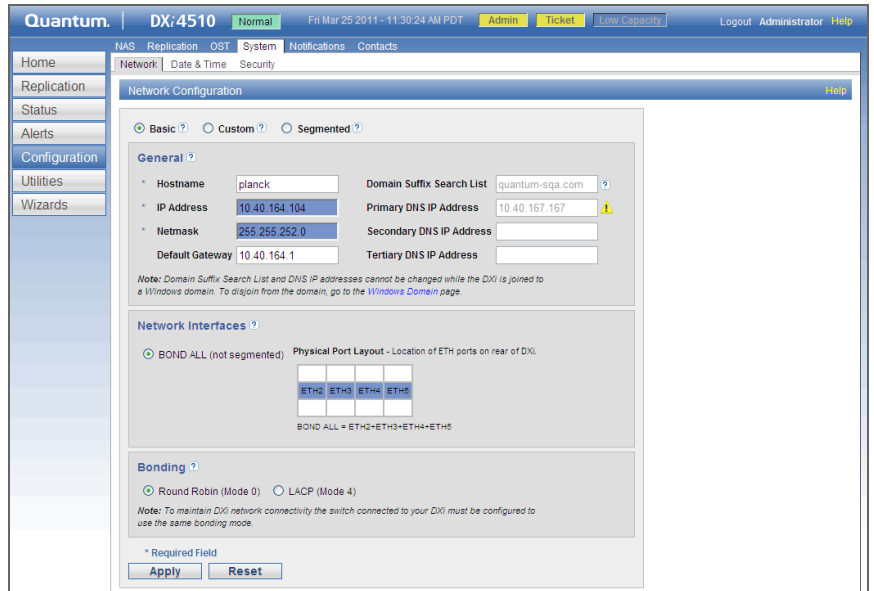 Quantum. DXi4510 Normal Fri Mar 25 2011 - 11:30:24 AM PDT Admin Ticket Low Capacity Logout Administrator Help
NAS Replication OST System Notifications Contacts
Network Date & Time Security
Home
Replication
Status
Alerts
Configuration
Utilities
Wizards
Network Configuration Help
Basic ? Custom ? Segmented ?
General ?
* Hostname planck Domain Suffix Search List quantum-sqa.com ?
* IP Address 10.40.164.104 Primary DNS IP Address 10.40.167.167
* Netmask 255.255.252.0 Secondary DNS IP Address
Default Gateway 10.40.164.1 Tertiary DNS IP Address
Note: Domain Suffix Search List and DNS IP addresses cannot be changed while the DXi is joined to
a Windows domain. To disjoin from the domain, go to the Windows Domain page.
Network Interfaces ?
BOND ALL (not segmented) Physical Port Layout - Location of ETH ports on rear of DXi.
ETH2 ETH3 ETH4 ETH5
BOND ALL = ETH2+ETH3+ETH4+ETH5
Bonding ?
Round Robin (Mode 0) LACP (Mode 4)
Note: To maintain DXi network connectivity the switch connected to your DXi must be configured to
use the same bonding mode.
* Required Field
Apply Reset